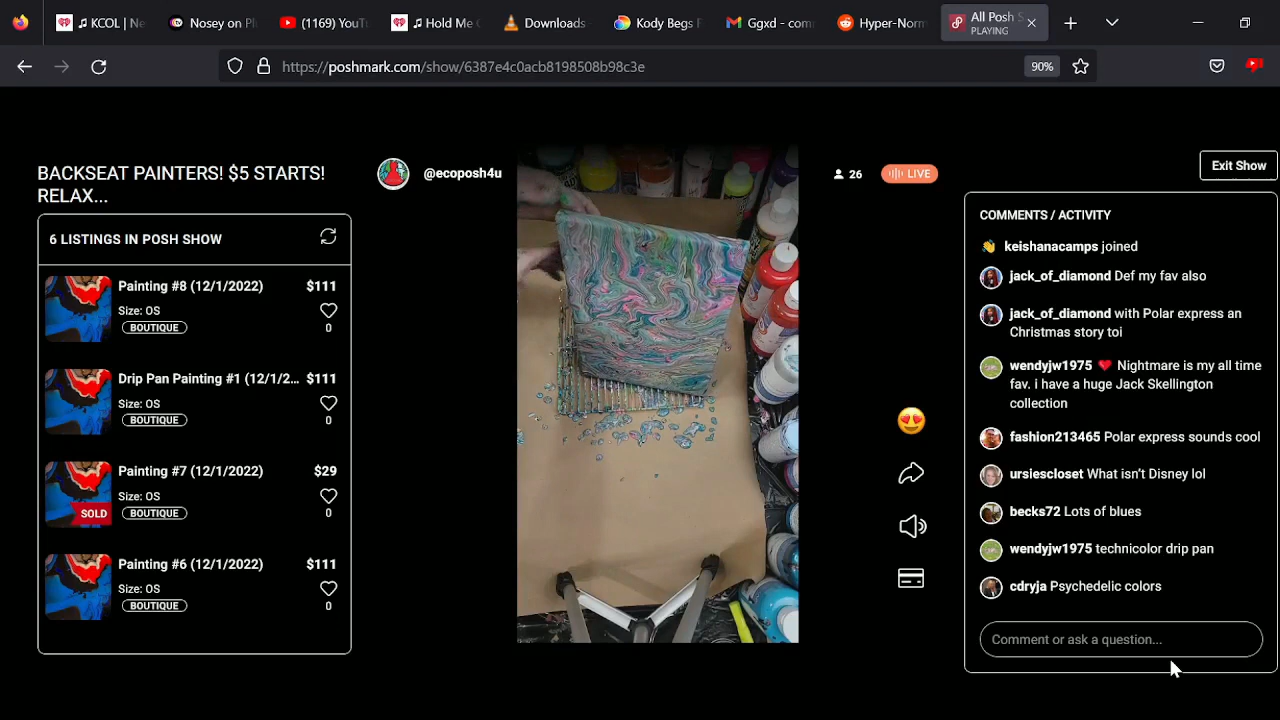 KCOL | Ne
Nosey on Pl
(1169) YouT
Hold Me C
Downloads
Kody Begs F
Ggxd - com
Hyper-Norm
All Posh S
PLAYING
https://poshmark.com/show/6387e4c0acb8198508b98c3e
90%
BACKSEAT PAINTERS! $5 STARTS!
RELAX...
@ecoposh4u
26
LIVE
Exit Show
6 LISTINGS IN POSH SHOW
Painting #8 (12/1/2022) $111
Size: OS
BOUTIQUE 0
Drip Pan Painting #1 (12/1/2... $111
Size: OS
BOUTIQUE 0
Painting #7 (12/1/2022) $29
Size: OS
SOLD BOUTIQUE 0
Painting #6 (12/1/2022) $111
Size: OS
BOUTIQUE 0
COMMENTS / ACTIVITY
keishanacamps joined
jack_of_diamond Def my fav also
jack_of_diamond with Polar express an
Christmas story toi
wendyjw1975 ❤️ Nightmare is my all time
fav. i have a huge Jack Skellington
collection
fashion213465 Polar express sounds cool
ursiescloset What isn't Disney lol
becks72 Lots of blues
wendyjw1975 technicolor drip pan
cdryja Psychedelic colors
Comment or ask a question...